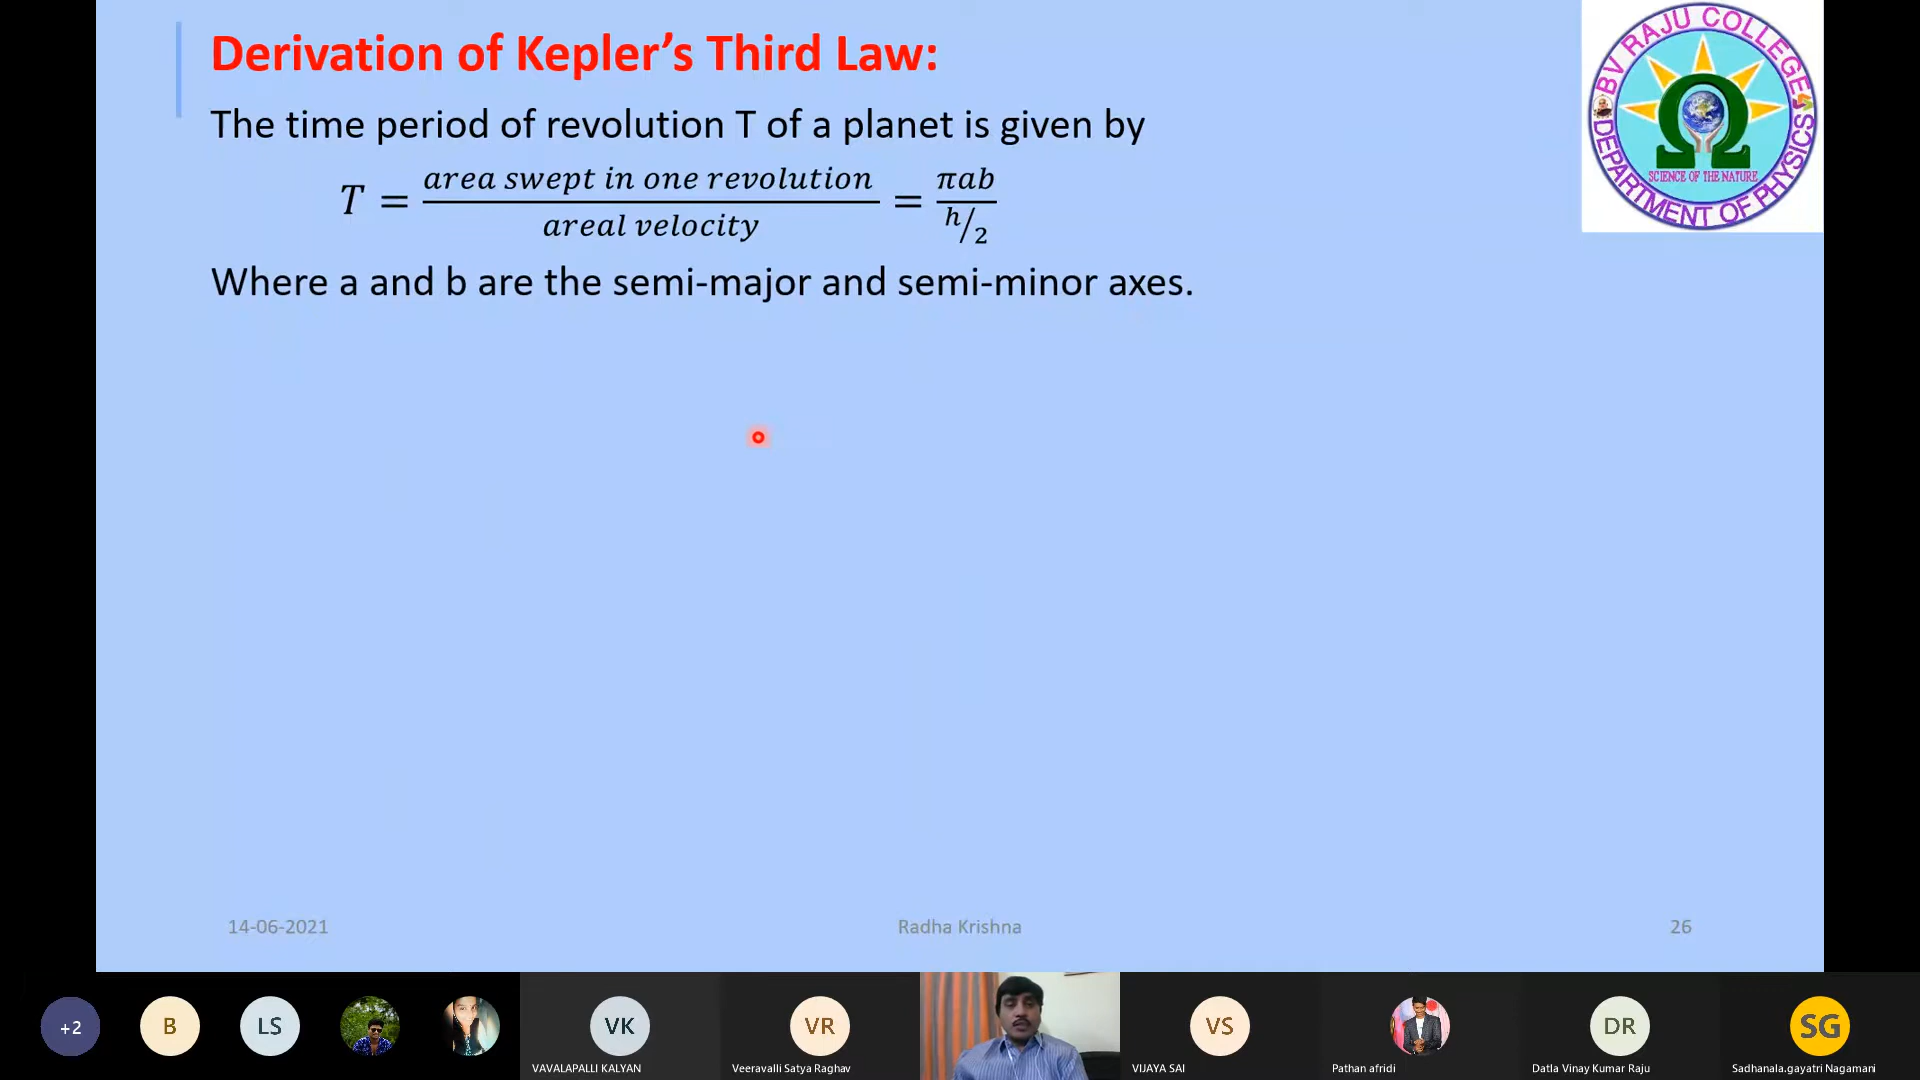 Derivation of Kepler’s Third Law:
The time period of revolution T of a planet is given by
T = area swept in one revolution / areal velocity = πab / h/2
Where a and b are the semi-major and semi-minor axes.
BV RAJU COLLEGE
SCIENCE OF THE NATURE
DEPARTMENT OF PHYSICS
14-06-2021
Radha Krishna
26
+2
B
LS
VK
VR
VS
DR
SG
VAVALAPALLI KALYAN
Veeravalli Satya Raghav
VIJAYA SAI
Pathan afridi
Datla Vinay Kumar Raju
Sadhanala.gayatri Nagamani